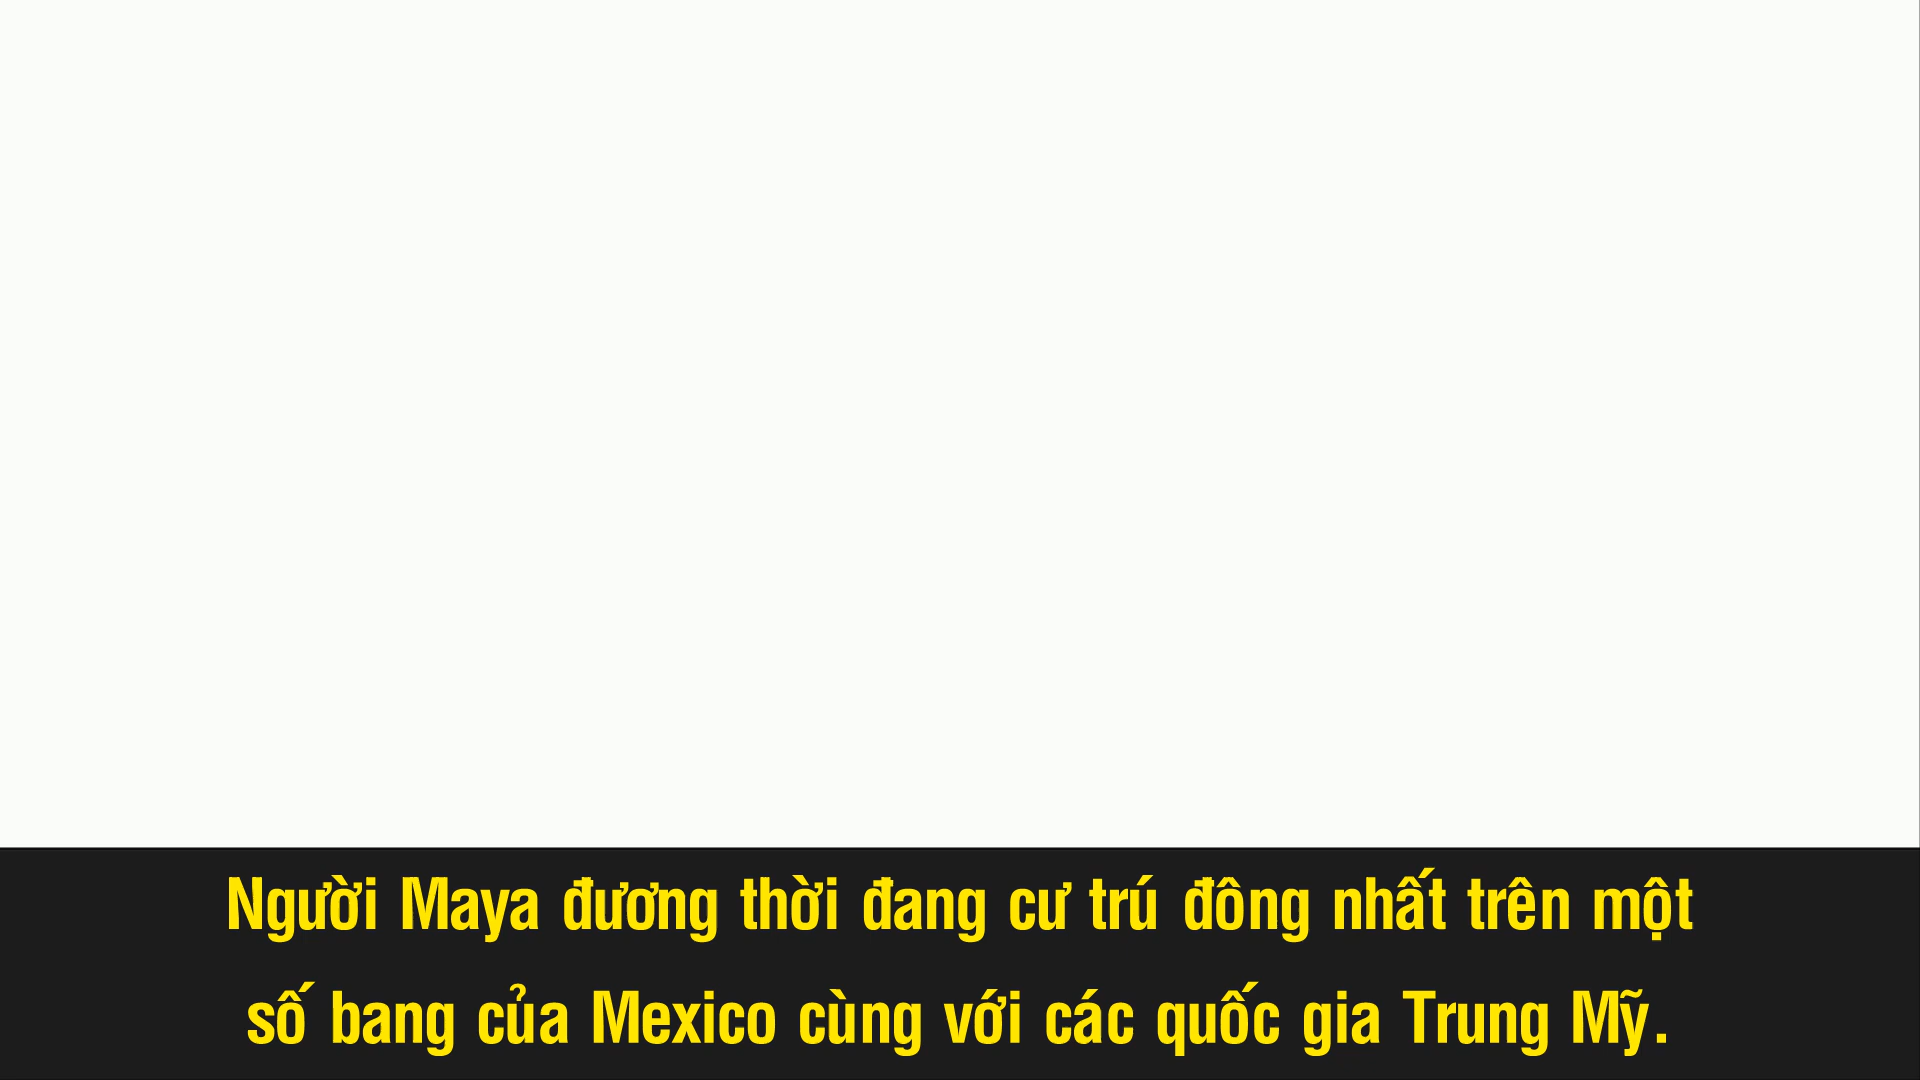 Người Maya đương thời đang cư trú đông nhất trên một
số bang của Mexico cùng với các quốc gia Trung Mỹ.